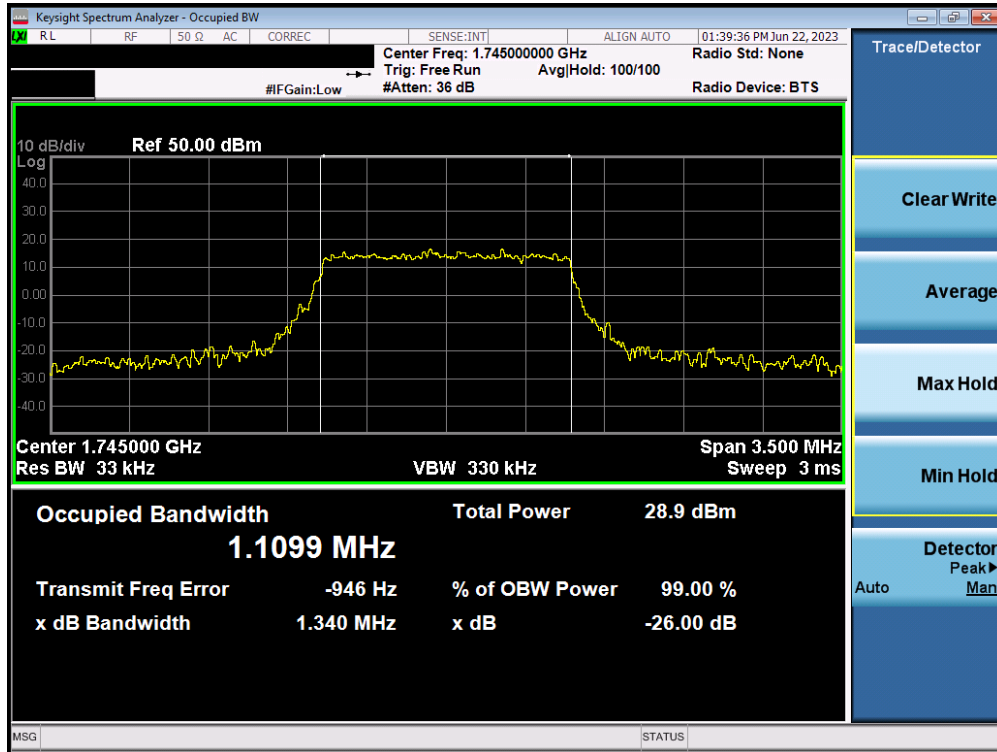 Keysight Spectrum Analyzer - Occupied BW
LXI RL RF 50 Ω AC CORREC SENSE:INT ALIGN AUTO 01:39:36 PM Jun 22, 2023
Center Freq: 1.745000000 GHz Radio Std: None
Trig: Free Run Avg|Hold: 100/100
#IFGain:Low #Atten: 36 dB Radio Device: BTS
10 dB/div Ref 50.00 dBm
Log
40.0
30.0
20.0
10.0
0.00
-10.0
-20.0
-30.0
-40.0
Center 1.745000 GHz Span 3.500 MHz
Res BW 33 kHz VBW 330 kHz Sweep 3 ms
Occupied Bandwidth Total Power 28.9 dBm
1.1099 MHz
Transmit Freq Error -946 Hz % of OBW Power 99.00 %
x dB Bandwidth 1.340 MHz x dB -26.00 dB
MSG STATUS
Trace/Detector
Clear Write
Average
Max Hold
Min Hold
Detector
Peak▶
Auto Man